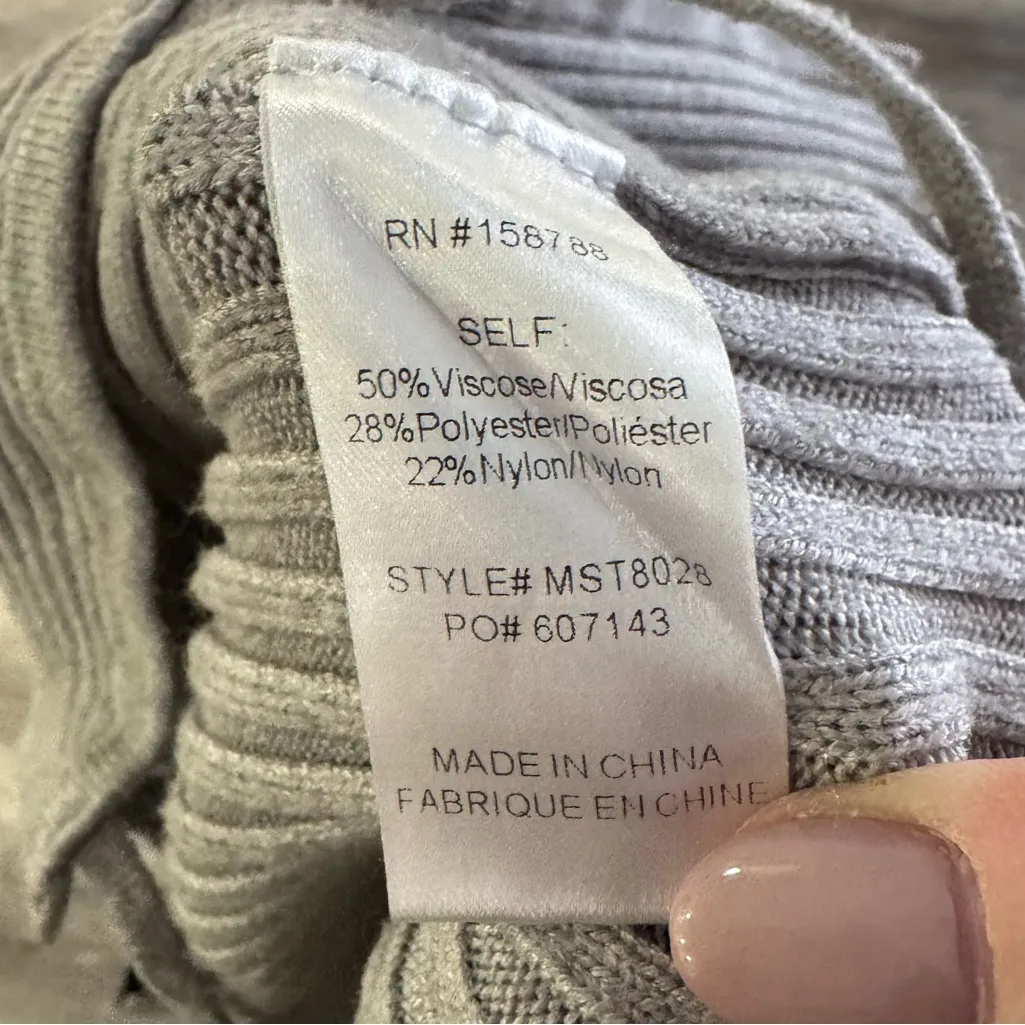 RN #158788
SELF:
50%Viscose/Viscosa
28%Polyester/Poliéster
22%Nylon/Nylon
STYLE# MST8028
PO# 607143
MADE IN CHINA
FABRIQUE EN CHINE